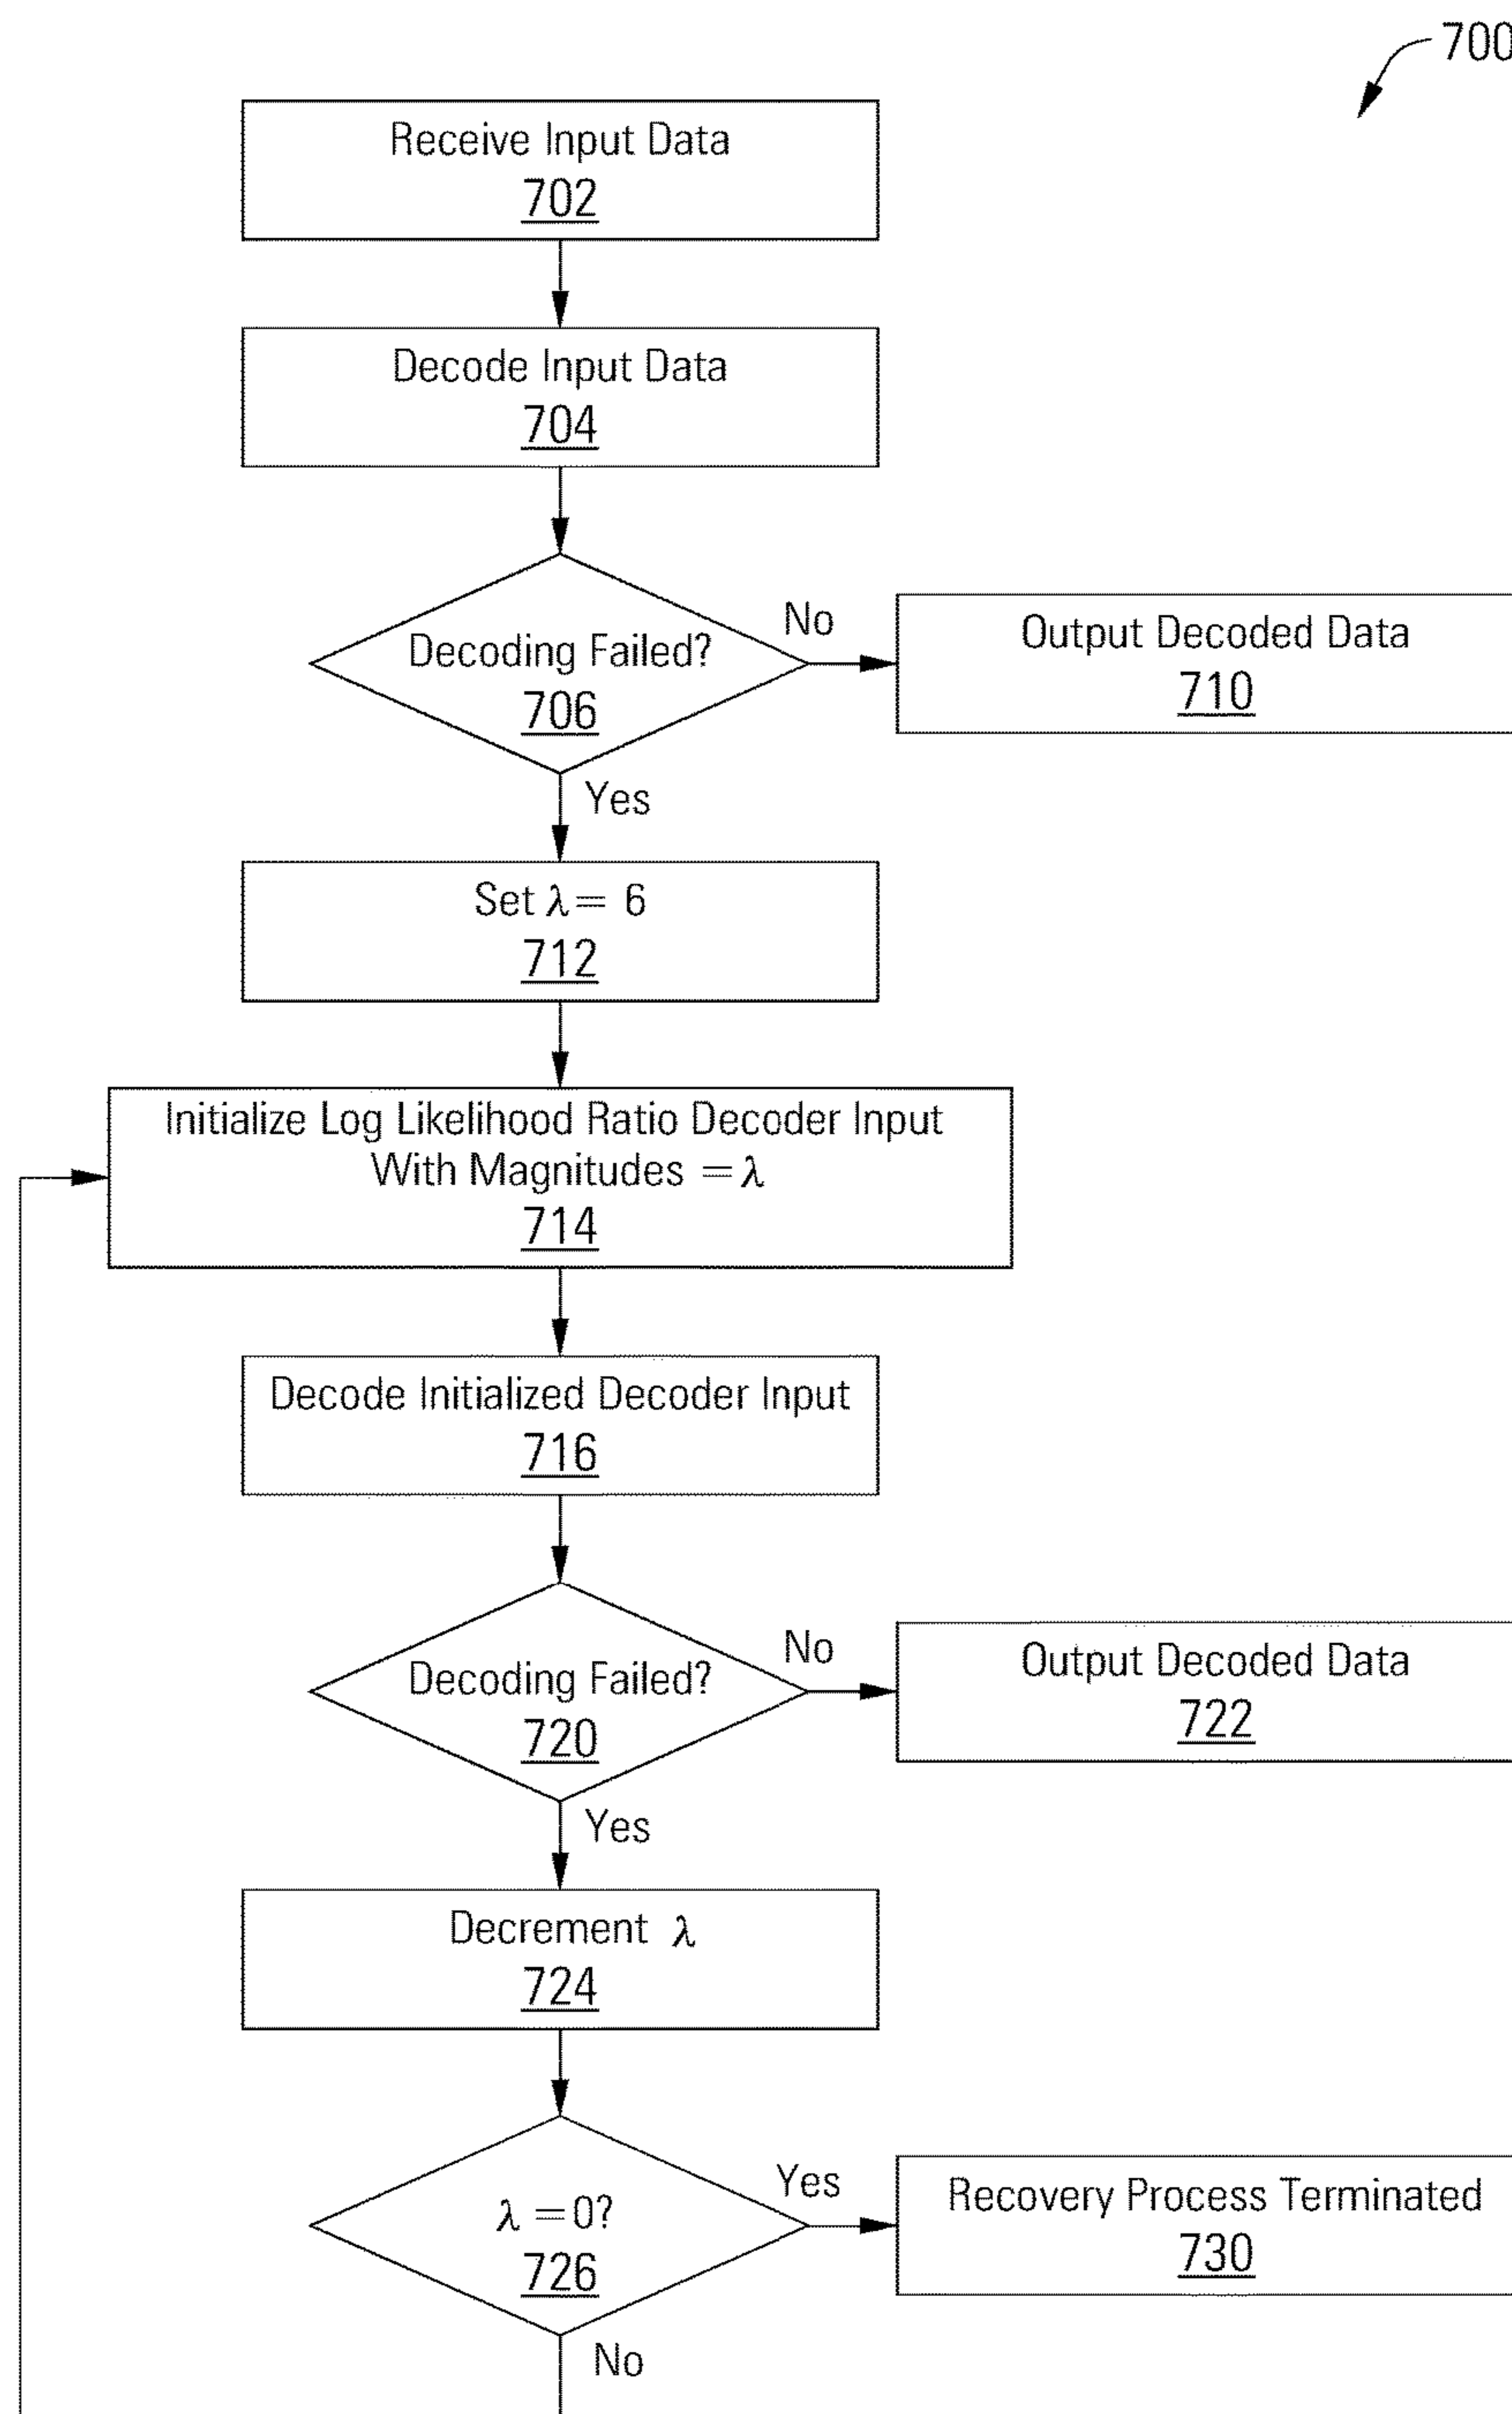 700
Receive Input Data
702
Decode Input Data
704
Decoding Failed?
706
No
Output Decoded Data
710
Yes
Set λ = 6
712
Initialize Log Likelihood Ratio Decoder Input
With Magnitudes = λ
714
Decode Initialized Decoder Input
716
Decoding Failed?
720
No
Output Decoded Data
722
Yes
Decrement λ
724
λ = 0?
726
Yes
Recovery Process Terminated
730
No